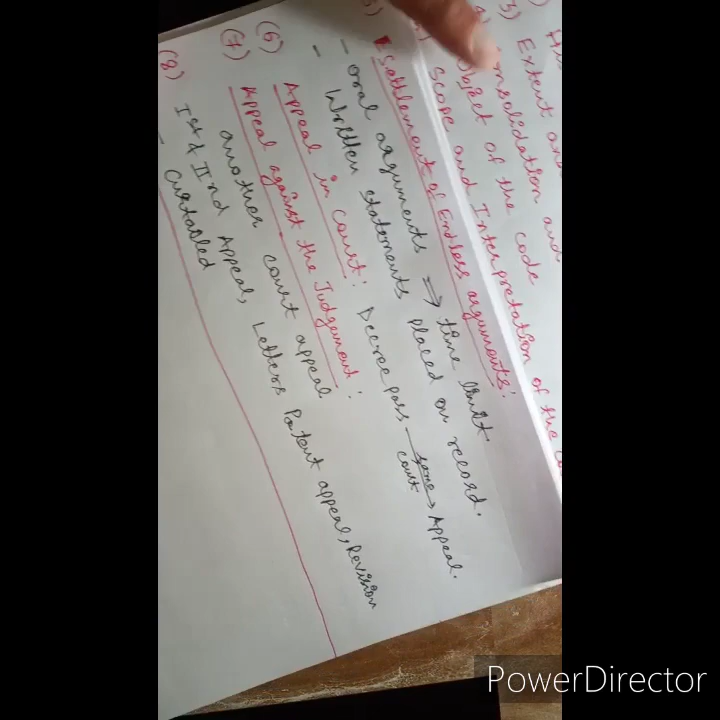 3) Extent and
Consolidation and
Object of the code
Scope and Interpretation of the
Settlement of Endless arguments:
- oral arguments ⇒ time limit.
- Written statements placed on record.
(6) Appeal in Court: Decree pass — same court → Appeal.
(7) Appeal against the Judgement:
another court appeal
Ist & IInd Appeal, Letters Patent appeal, Revision
(8) - Curtailed
PowerDirector